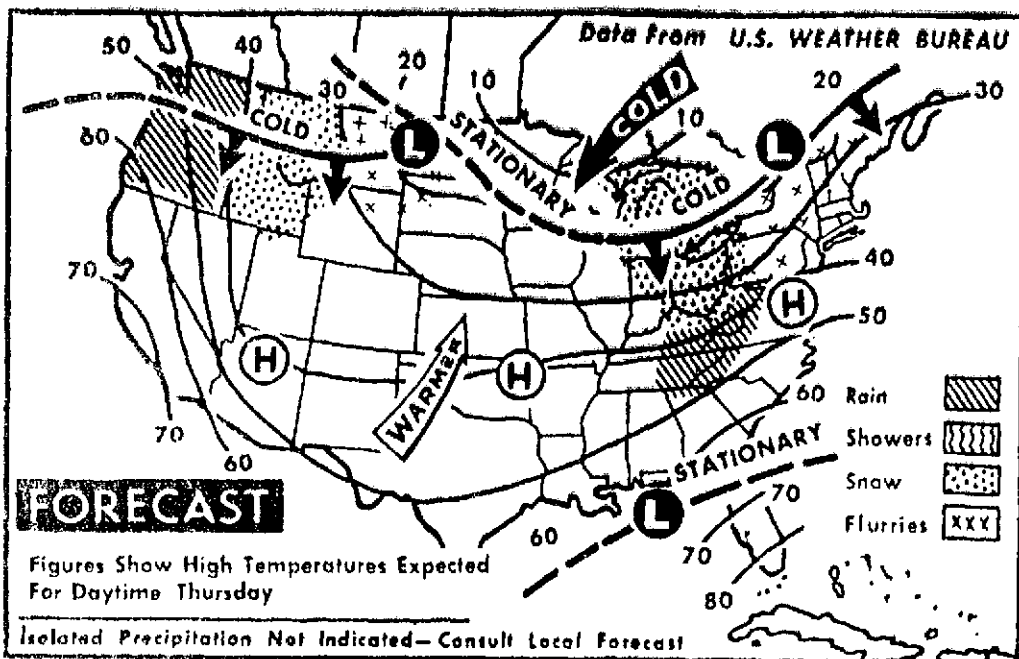 Data From U.S. WEATHER BUREAU
50
40
30
20
10
COLD
10
20
30
60
COLD
L
STATIONARY
COLD
L
70
40
H
50
H
H
WARMER
60
70
60
STATIONARY
L
60
70
70
80
Rain
Showers
Snow
Flurries
XXX
FORECAST
Figures Show High Temperatures Expected
For Daytime Thursday
Isolated Precipitation Not Indicated—Consult Local Forecast